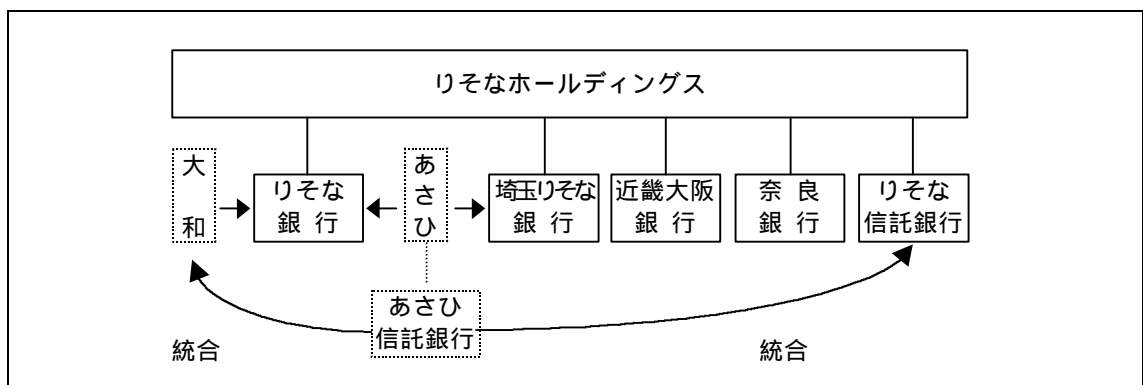 りそなホールディングス
大
和
りそな
銀 行
あ
さ
ひ
埼玉りそな
銀 行
近畿大阪
銀 行
奈 良
銀 行
りそな
信託銀行
あさひ
信託銀行
統合
統合